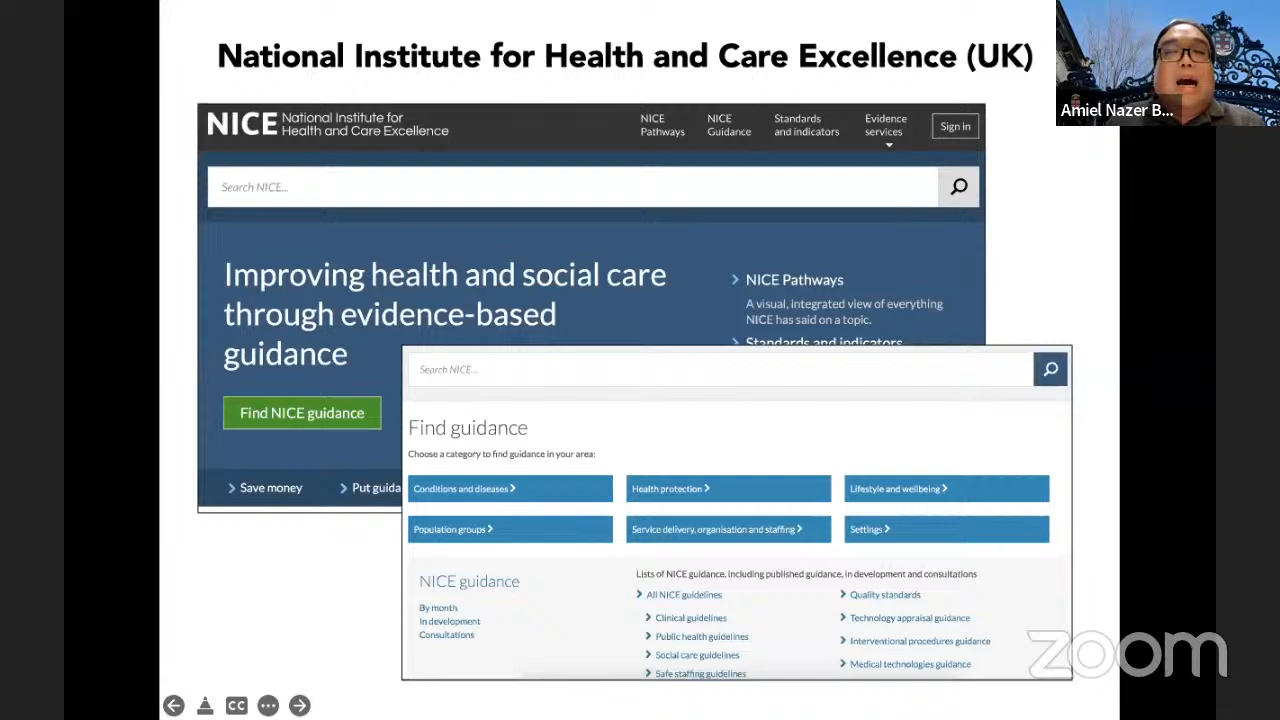 National Institute for Health and Care Excellence (UK)
Amiel Nazer B...
NICE National Institute for
Health and Care Excellence
NICE
Pathways
NICE
Guidance
Standards
and indicators
Evidence
services
Sign in
Search NICE...
Improving health and social care
through evidence-based
guidance
Find NICE guidance
NICE Pathways
A visual, integrated view of everything
NICE has said on a topic.
Standards and indicators
Save money
Put guida
Search NICE...
Find guidance
Choose a category to find guidance in your area:
Conditions and diseases
Health protection
Lifestyle and wellbeing
Population groups
Service delivery, organisation and staffing
Settings
NICE guidance
By month
In development
Consultations
Lists of NICE guidance, including published guidance, in development and consultations
All NICE guidelines
Clinical guidelines
Public health guidelines
Social care guidelines
Safe staffing guidelines
Quality standards
Technology appraisal guidance
Interventional procedures guidance
Medical technologies guidance
zoom
CC